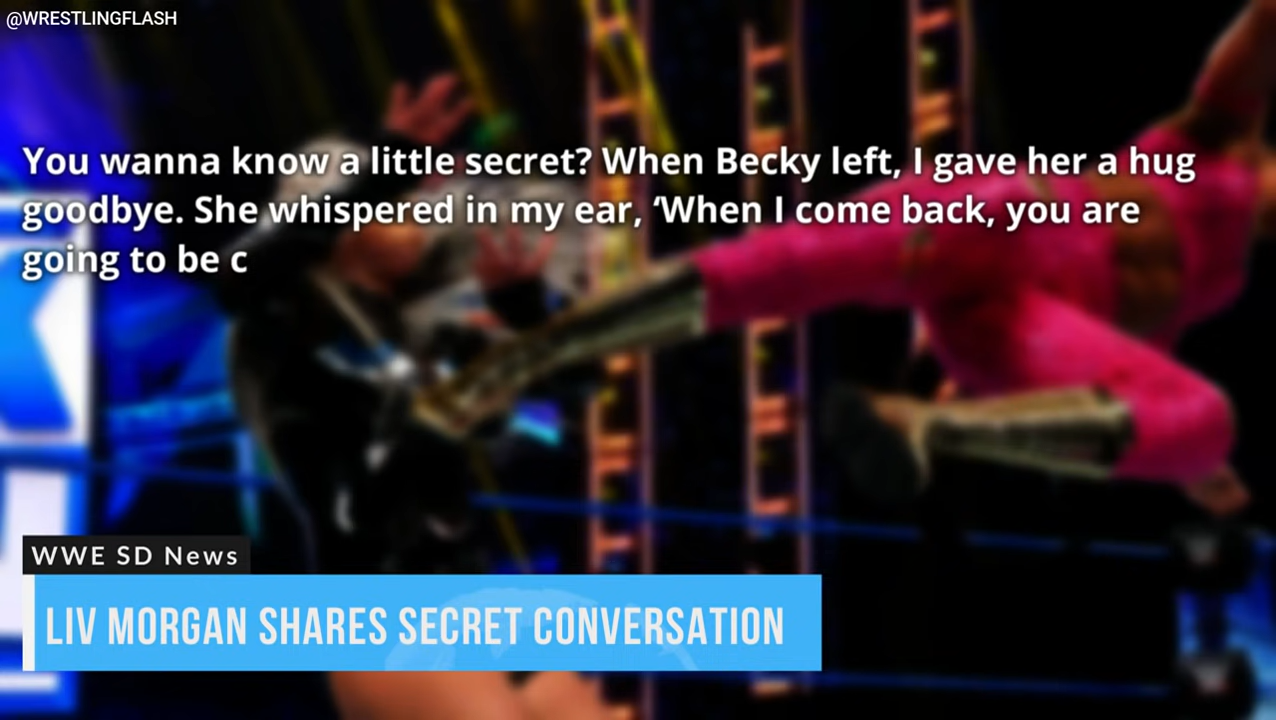 @WRESTLINGFLASH
You wanna know a little secret? When Becky left, I gave her a hug
goodbye. She whispered in my ear, ‘When I come back, you are
going to be c
WWE SD News
LIV MORGAN SHARES SECRET CONVERSATION